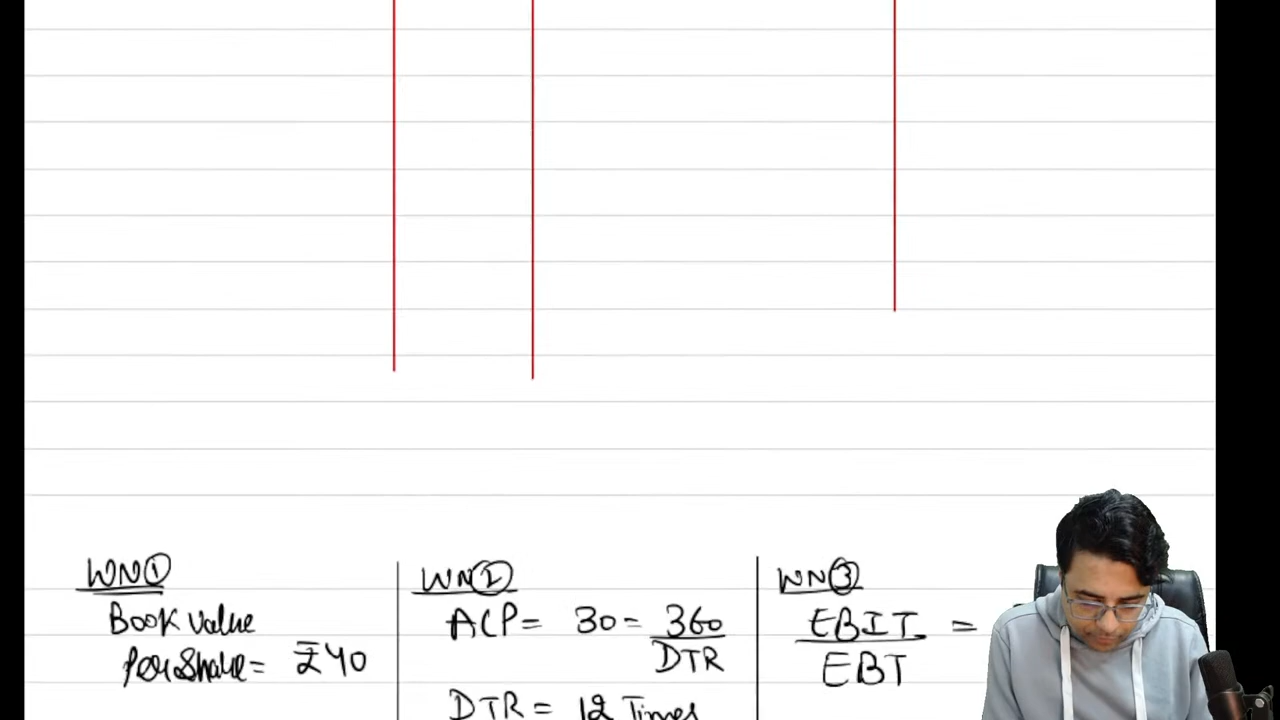 WN①
Book Value
Per Share = ₹40
WN②
ACP = 30 = 360
DTR
DTR = 12 Times
WN③
EBIT =
EBT